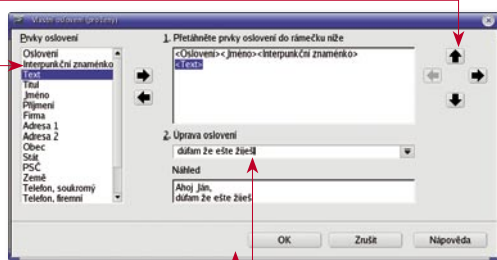 Vlastní oslovení (proženy)
Prvky oslovení
Oslovení
Interpunkční znaménko
Text
Titul
Jméno
Příjmení
Firma
Adresa 1
Adresa 2
Obec
Stát
PSČ
Země
Telefon, soukromý
Telefon, firemní
1. Přetáhněte prvky oslovení do rámečku níže
<Oslovení><Jméno><Interpunkční znaménko>
<Text>
2. Úprava oslovení
dúfam že ešte žiješ
Náhled
Ahoj Ján,
dúfam že ešte žiješ
OK
Zrušit
Nápověda